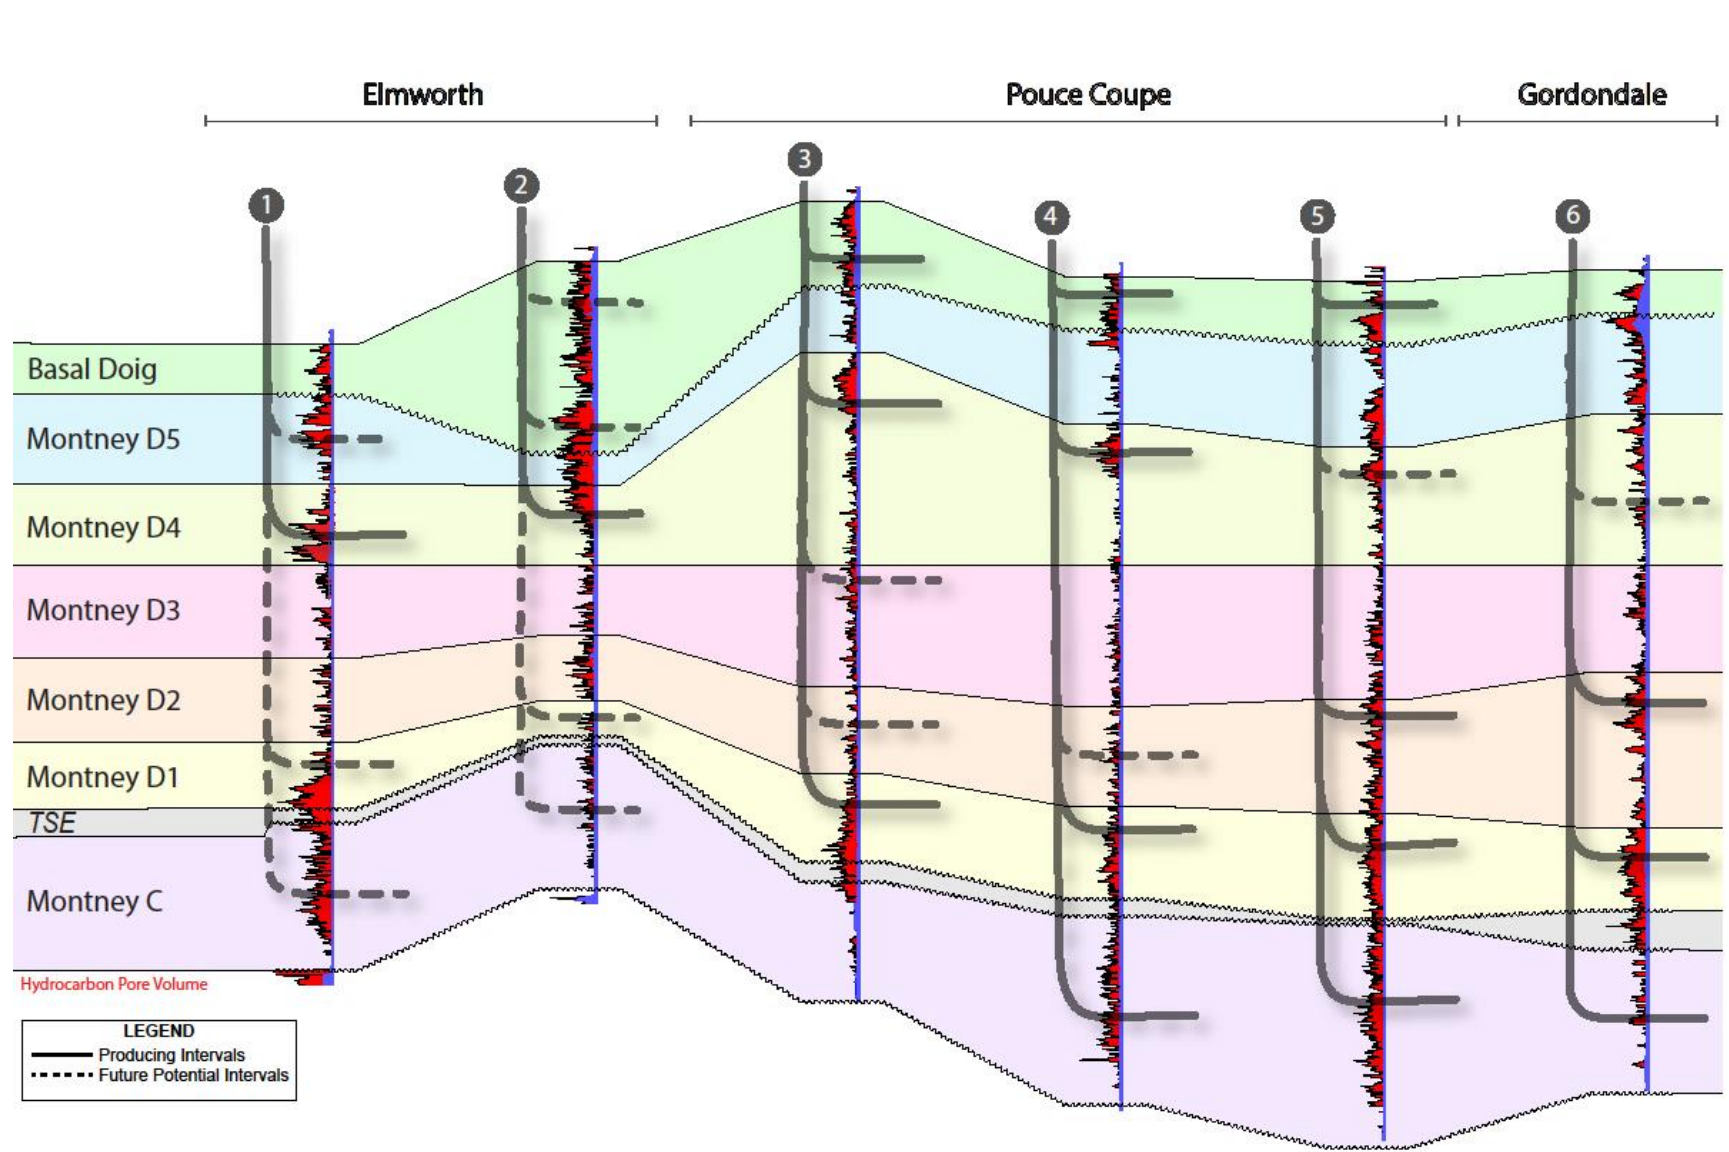 Elmworth
Pouce Coupe
Gordondale
1
2
3
4
5
6
Basal Doig
Montney D5
Montney D4
Montney D3
Montney D2
Montney D1
TSE
Montney C
Hydrocarbon Pore Volume
LEGEND
Producing Intervals
Future Potential Intervals